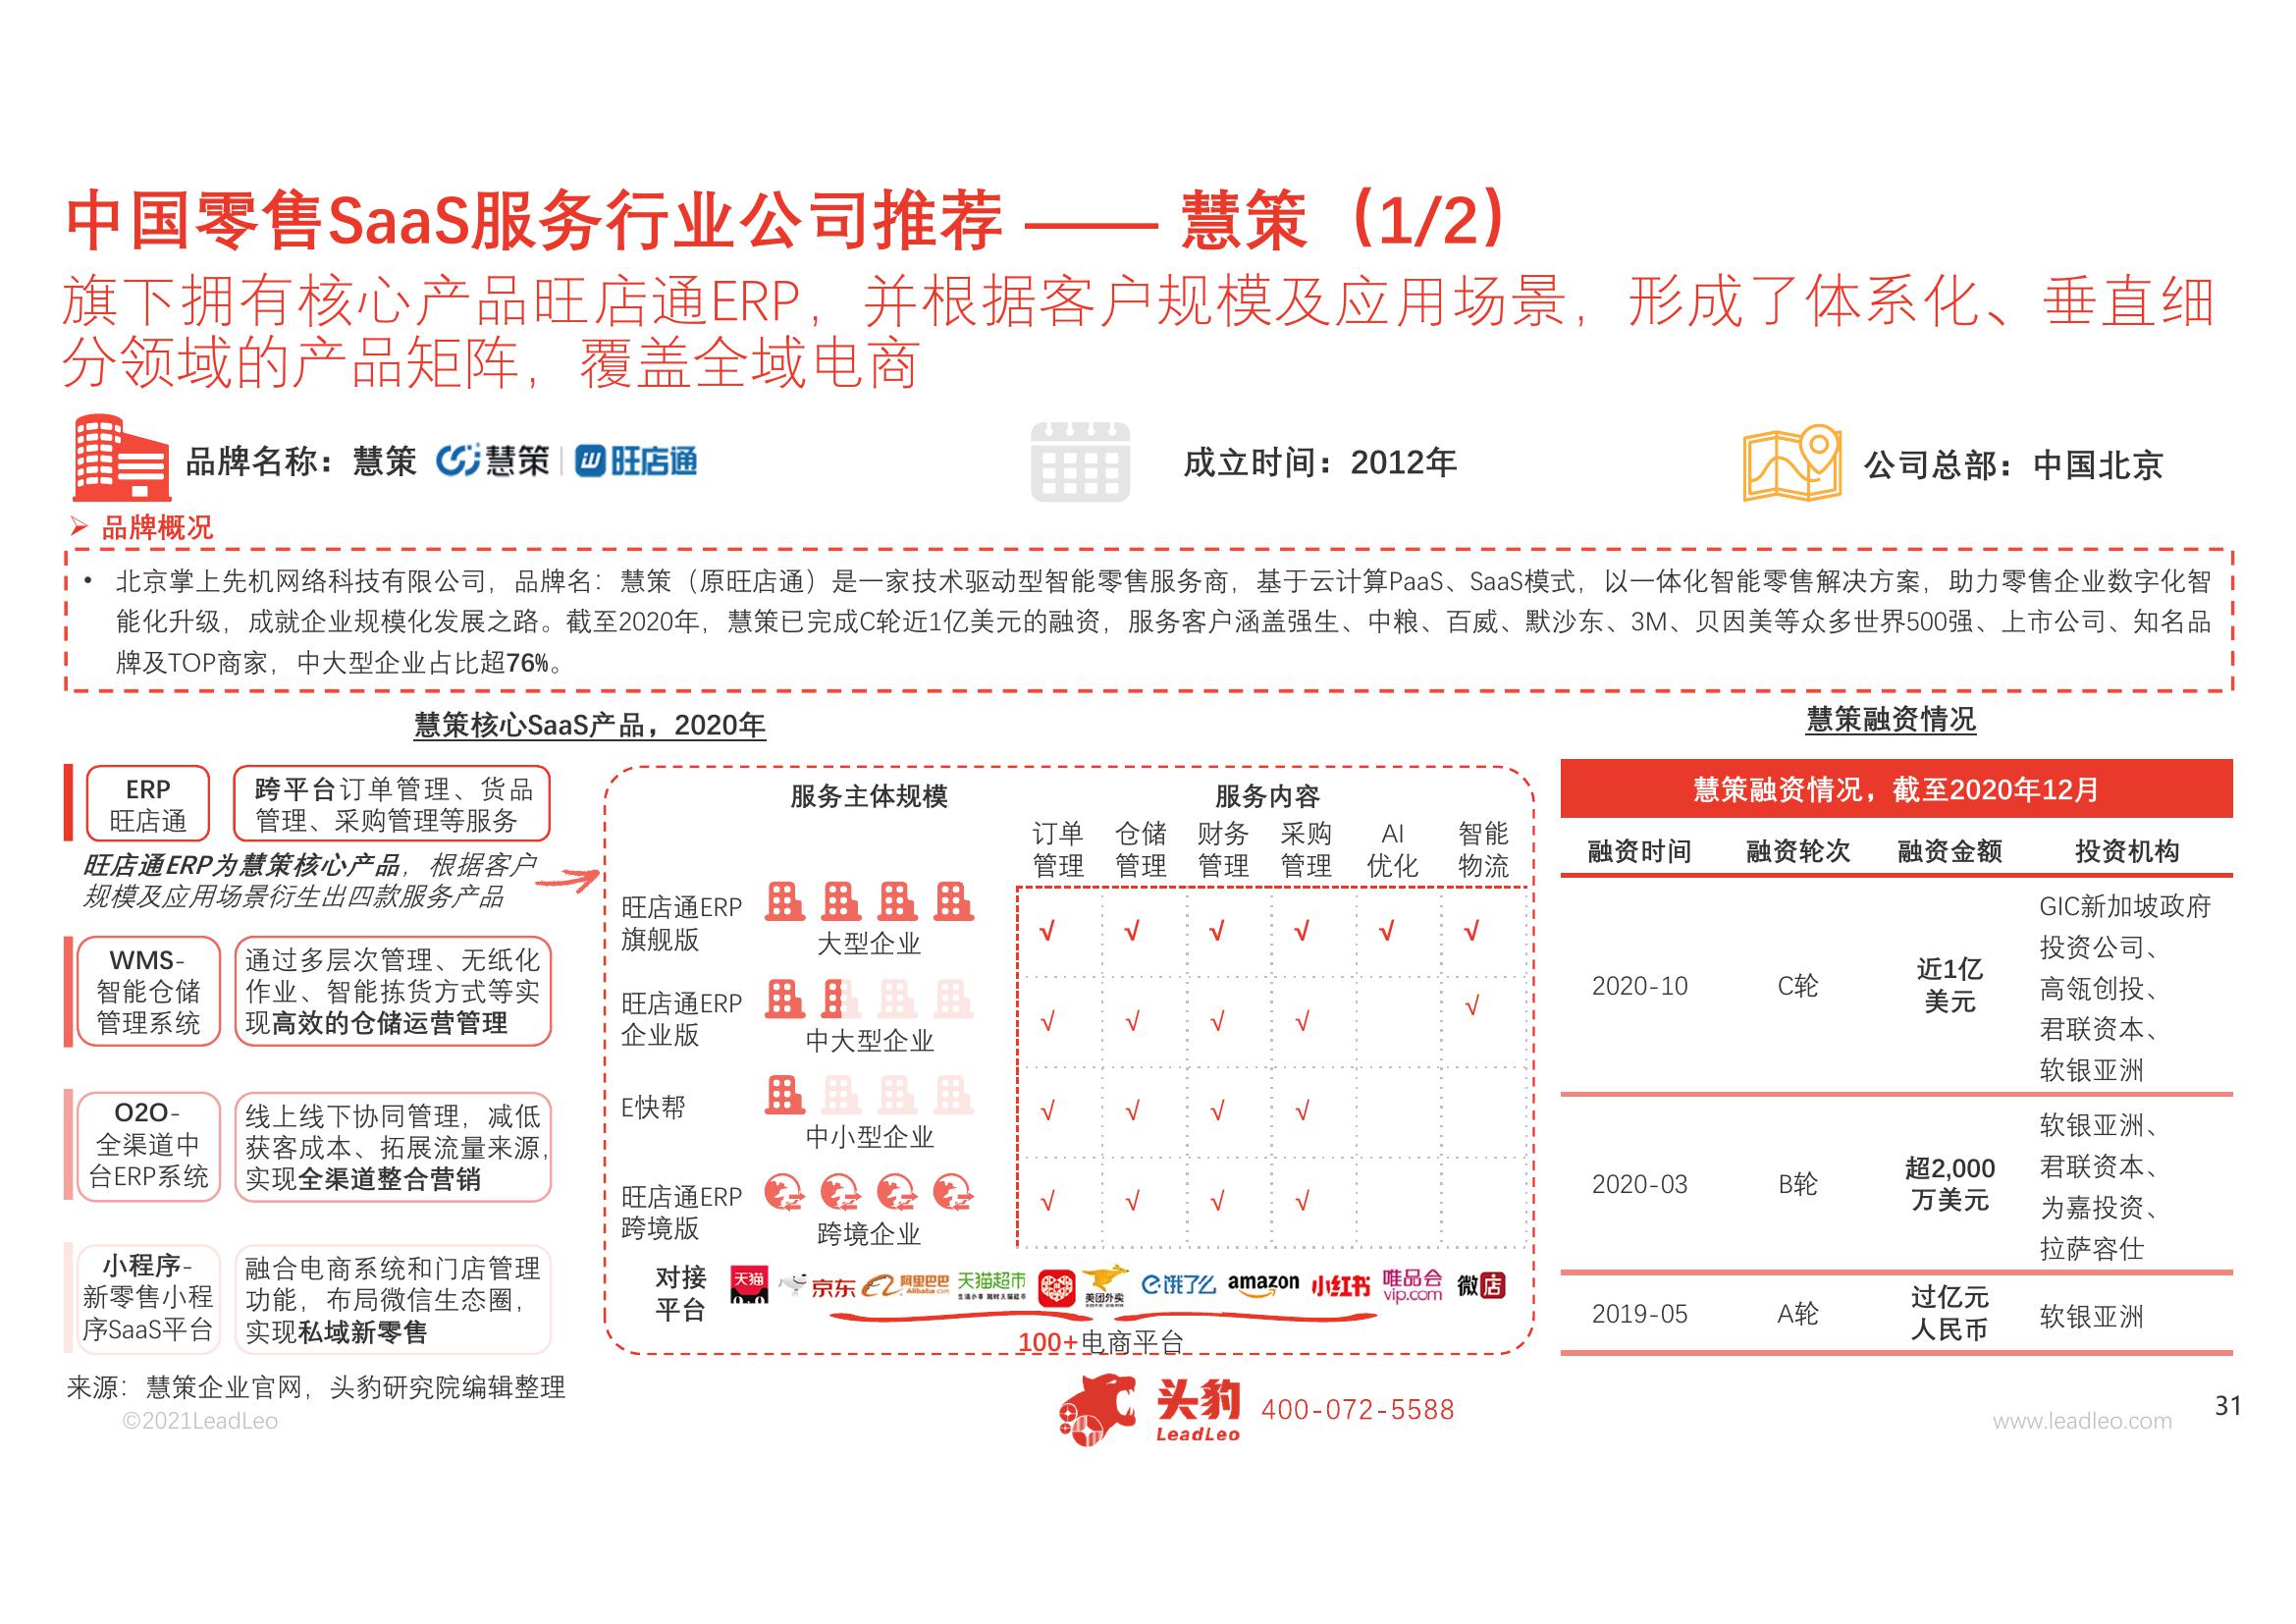 中国零售SaaS服务行业公司推荐 —— 慧策（1/2）
旗下拥有核心产品旺店通ERP，并根据客户规模及应用场景，形成了体系化、垂直细
分领域的产品矩阵，覆盖全域电商
品牌名称：慧策 慧策 旺店通
成立时间：2012年
公司总部：中国北京
品牌概况
• 北京掌上先机网络科技有限公司，品牌名：慧策（原旺店通）是一家技术驱动型智能零售服务商，基于云计算PaaS、SaaS模式，以一体化智能零售解决方案，助力零售企业数字化智
能化升级，成就企业规模化发展之路。截至2020年，慧策已完成C轮近1亿美元的融资，服务客户涵盖强生、中粮、百威、默沙东、3M、贝因美等众多世界500强、上市公司、知名品
牌及TOP商家，中大型企业占比超76%。
慧策核心SaaS产品，2020年
ERP
旺店通
跨平台订单管理、货品
管理、采购管理等服务
旺店通ERP为慧策核心产品，根据客户
规模及应用场景衍生出四款服务产品
WMS-
智能仓储
管理系统
通过多层次管理、无纸化
作业、智能拣货方式等实
现高效的仓储运营管理
O2O-
全渠道中
台ERP系统
线上线下协同管理，减低
获客成本、拓展流量来源，
实现全渠道整合营销
小程序-
新零售小程
序SaaS平台
融合电商系统和门店管理
功能，布局微信生态圈，
实现私域新零售
服务主体规模 服务内容
订单 仓储 财务 采购 AI 智能
管理 管理 管理 管理 优化 物流
旺店通ERP
旗舰版
大型企业
√ √ √ √ √ √
旺店通ERP
企业版
中大型企业
√ √ √ √ √
E快帮
中小型企业
√ √ √ √
旺店通ERP
跨境版
跨境企业
√ √ √ √
对接
平台
天猫 京东 阿里巴巴 Alibaba.com 天猫超市 美团外卖 饿了么 amazon 小红书 唯品会 vip.com 微店
100+电商平台
慧策融资情况
慧策融资情况，截至2020年12月
融资时间 融资轮次 融资金额 投资机构
2020-10 C轮
近1亿
美元
GIC新加坡政府
投资公司、
高瓴创投、
君联资本、
软银亚洲
2020-03 B轮
超2,000
万美元
软银亚洲、
君联资本、
为嘉投资、
拉萨容仕
2019-05 A轮
过亿元
人民币
软银亚洲
来源：慧策企业官网，头豹研究院编辑整理
©2021LeadLeo
头豹
LeadLeo
400-072-5588
www.leadleo.com
31